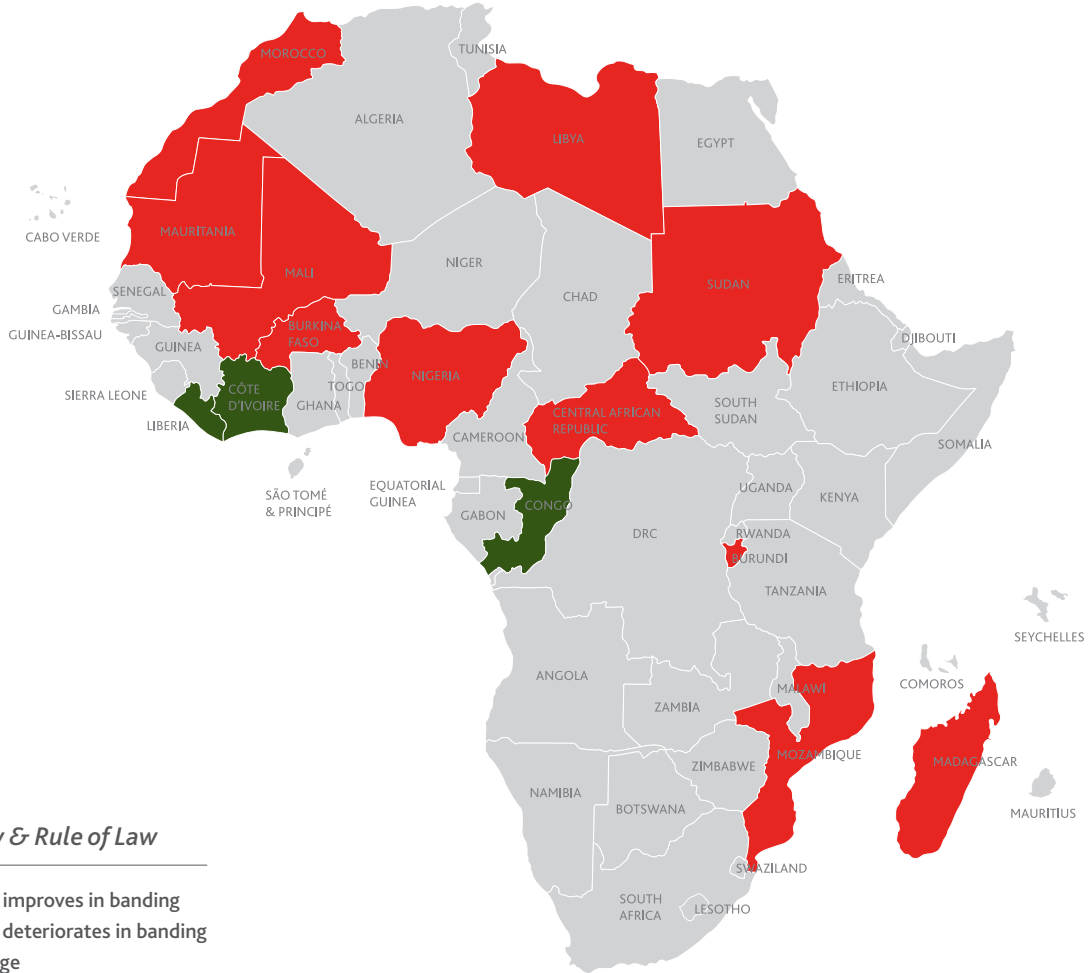 MOROCCO
TUNISIA
ALGERIA
LIBYA
EGYPT
CABO VERDE
MAURITANIA
MALI
NIGER
CHAD
SUDAN
ERITREA
SENEGAL
GAMBIA
GUINEA-BISSAU
GUINEA
BURKINA
FASO
BENIN
NIGERIA
DJIBOUTI
SIERRA LEONE
LIBERIA
CÔTE
D'IVOIRE
GHANA
TOGO
CAMEROON
CENTRAL AFRICAN
REPUBLIC
SOUTH
SUDAN
ETHIOPIA
SOMALIA
SÃO TOMÉ
& PRINCIPÉ
EQUATORIAL
GUINEA
GABON
CONGO
DRC
UGANDA
KENYA
RWANDA
BURUNDI
TANZANIA
SEYCHELLES
ANGOLA
ZAMBIA
MALAWI
COMOROS
MOZAMBIQUE
MADAGASCAR
MAURITIUS
NAMIBIA
ZIMBABWE
BOTSWANA
SWAZILAND
SOUTH
AFRICA
LESOTHO
& Rule of Law
improves in banding
deteriorates in banding